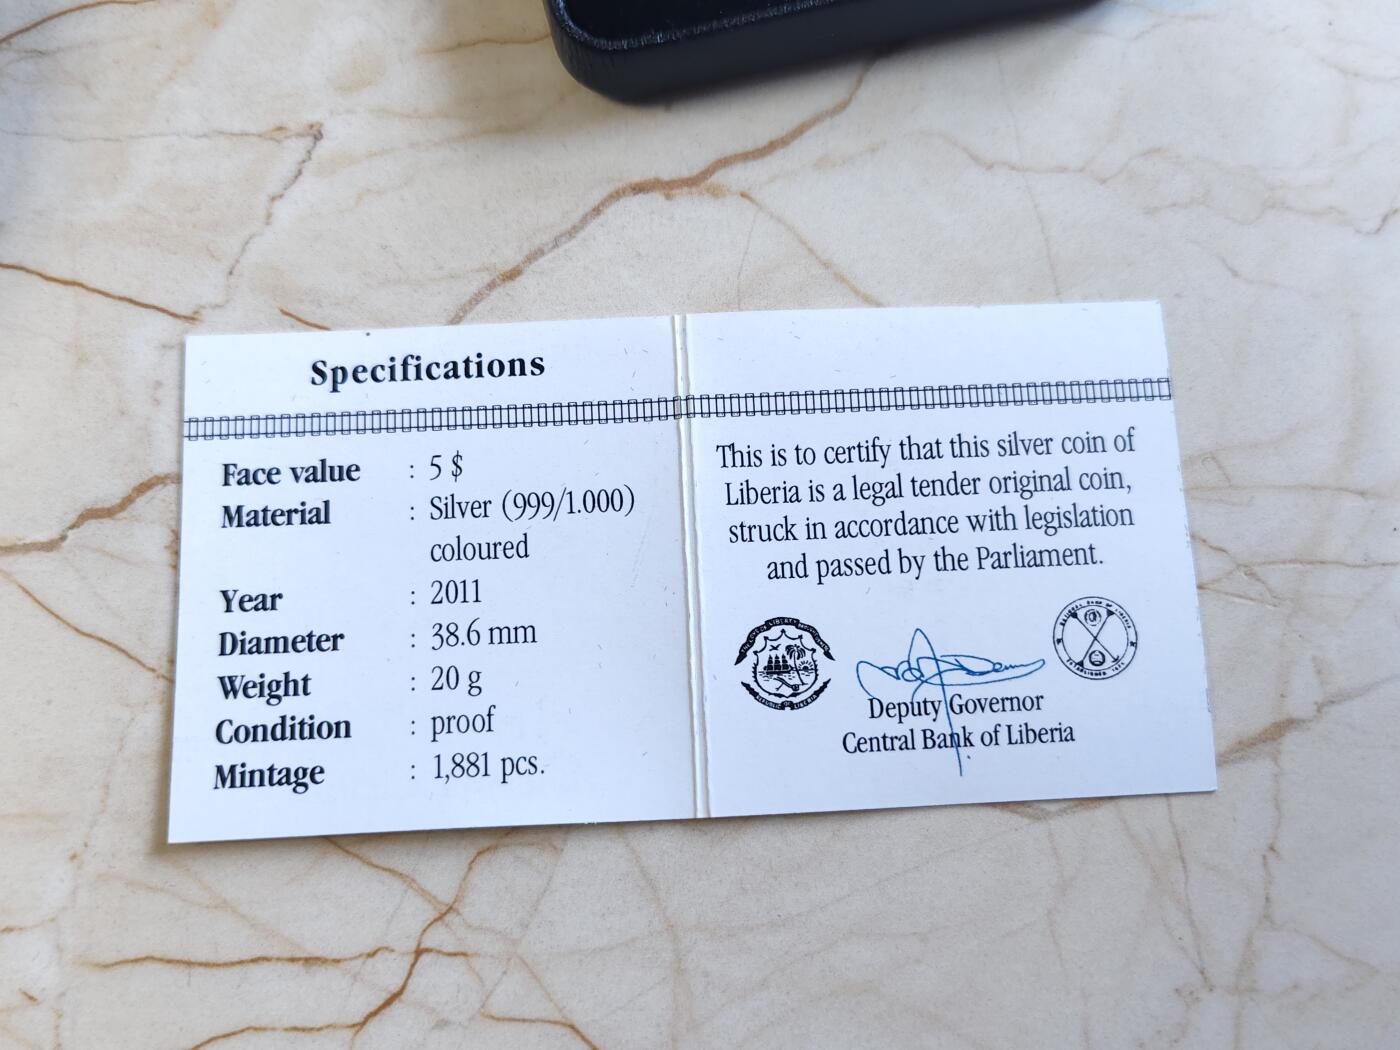 Specifications
Face value : 5 $
Material : Silver (999/1.000)
coloured
Year : 2011
Diameter : 38.6 mm
Weight : 20 g
Condition : proof
Mintage : 1,881 pcs.
This is to certify that this silver coin of
Liberia is a legal tender original coin,
struck in accordance with legislation
and passed by the Parliament.
Deputy Governor
Central Bank of Liberia